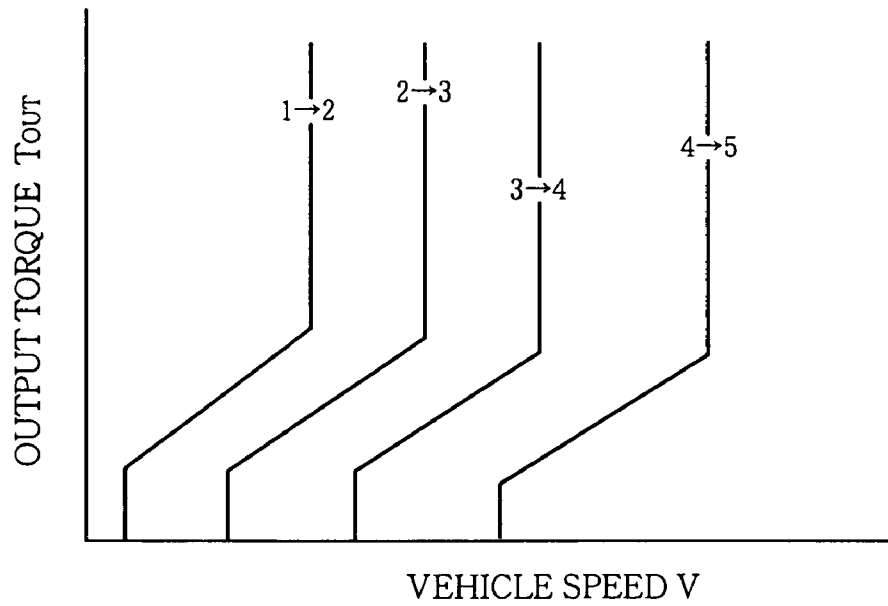 OUTPUT TORQUE TOUT
1→2
2→3
3→4
4→5
VEHICLE SPEED V